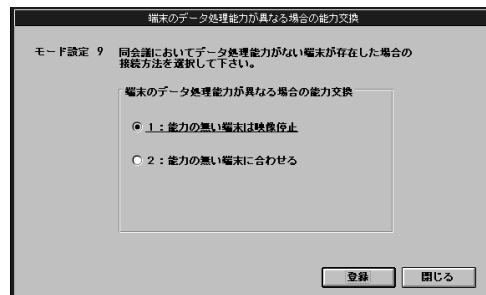 端末のデータ処理能力が異なる場合の能力交換
モード設定 9 同会議においてデータ処理能力がない端末が存在した場合の
接続方法を選択して下さい。
端末のデータ処理能力が異なる場合の能力交換
1：能力の無い端末は映像停止
2：能力の無い端末に合わせる
登録 閉じる